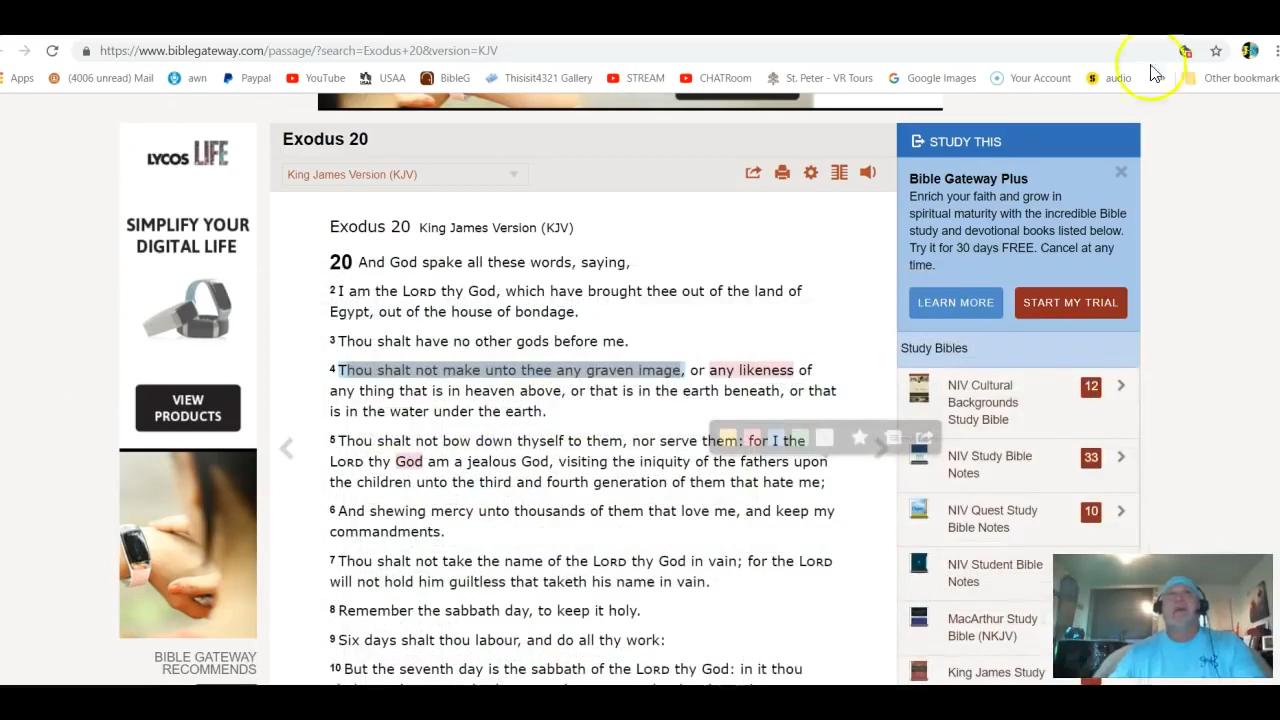 https://www.biblegateway.com/passage/?search=Exodus+20&version=KJV
Apps (4006 unread) Mail awn Paypal YouTube USAA BibleG Thisisit4321 Gallery STREAM CHATRoom St. Peter - VR Tours Google Images Your Account audio Other bookmark
LYCOS LIFE
SIMPLIFY YOUR
DIGITAL LIFE
VIEW
PRODUCTS
BIBLE GATEWAY
RECOMMENDS
Exodus 20
King James Version (KJV)
Exodus 20 King James Version (KJV)
20 And God spake all these words, saying,
2 I am the LORD thy God, which have brought thee out of the land of
Egypt, out of the house of bondage.
3 Thou shalt have no other gods before me.
4 Thou shalt not make unto thee any graven image, or any likeness of
any thing that is in heaven above, or that is in the earth beneath, or that
is in the water under the earth.
5 Thou shalt not bow down thyself to them, nor serve them: for I the
LORD thy God am a jealous God, visiting the iniquity of the fathers upon
the children unto the third and fourth generation of them that hate me;
6 And shewing mercy unto thousands of them that love me, and keep my
commandments.
7 Thou shalt not take the name of the LORD thy God in vain; for the LORD
will not hold him guiltless that taketh his name in vain.
8 Remember the sabbath day, to keep it holy.
9 Six days shalt thou labour, and do all thy work:
10 But the seventh day is the sabbath of the LORD thy God: in it thou
STUDY THIS
Bible Gateway Plus
Enrich your faith and grow in
spiritual maturity with the incredible Bible
study and devotional books listed below.
Try it for 30 days FREE. Cancel at any
time.
LEARN MORE START MY TRIAL
Study Bibles
NIV Cultural
Backgrounds
Study Bible
12
NIV Study Bible
Notes
33
NIV Quest Study
Bible Notes
10
NIV Student Bible
Notes
MacArthur Study
Bible (NKJV)
King James Study